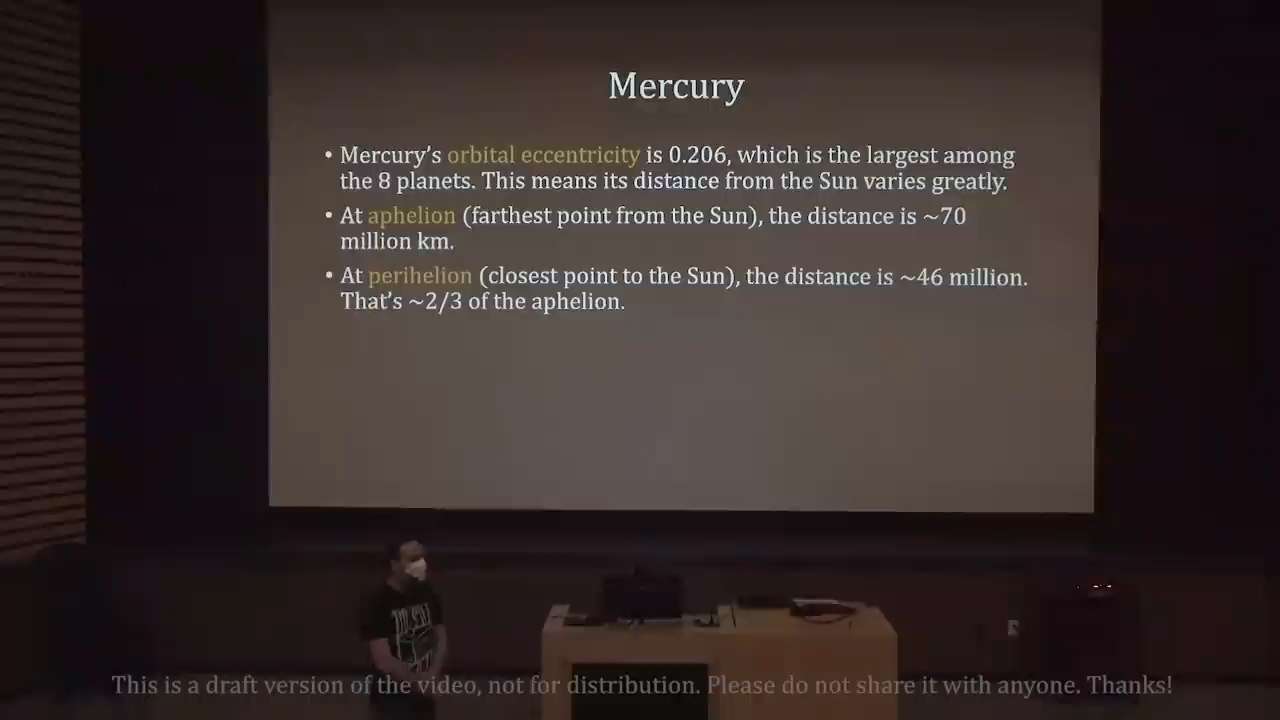 Mercury
• Mercury's orbital eccentricity is 0.206, which is the largest among
the 8 planets. This means its distance from the Sun varies greatly.
• At aphelion (farthest point from the Sun), the distance is ~70
million km.
• At perihelion (closest point to the Sun), the distance is ~46 million.
That's ~2/3 of the aphelion.
This is a draft version of the video, not for distribution. Please do not share it with anyone. Thanks!